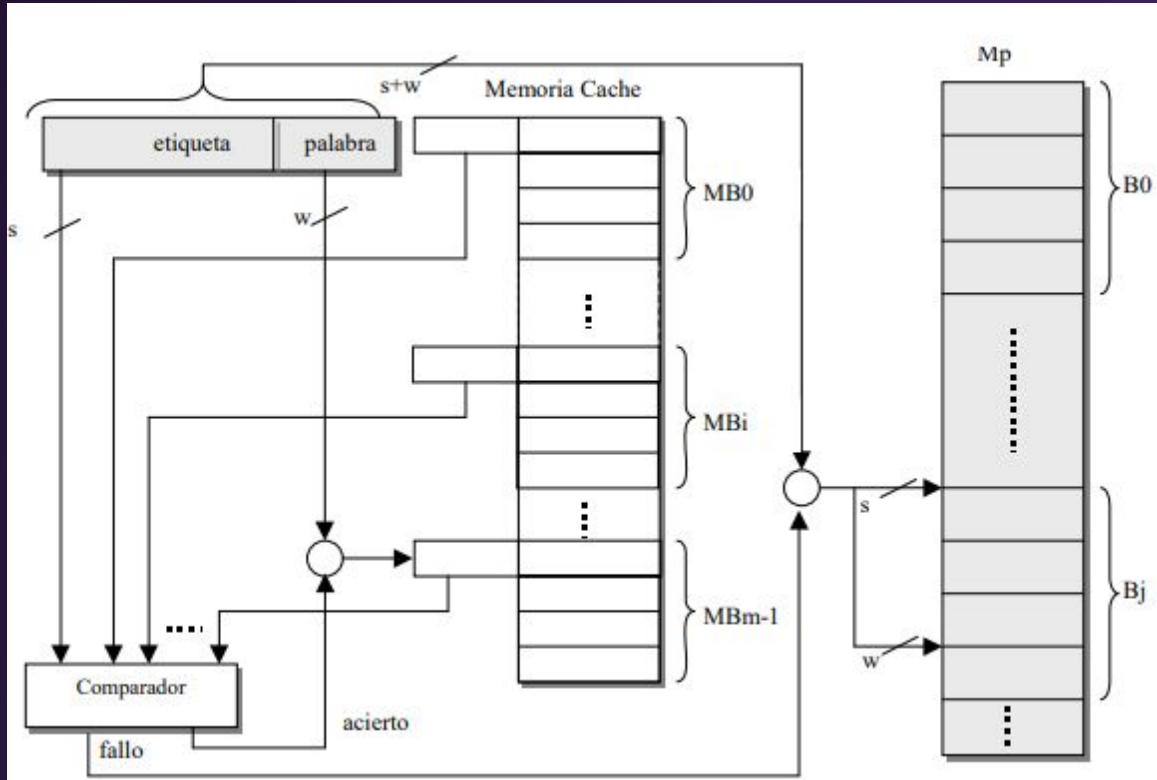 Mp
s+w
Memoria Cache
etiqueta palabra
MB0
B0
s
w
MBi
s
MBm-1
Bj
w
Comparador
acierto
fallo